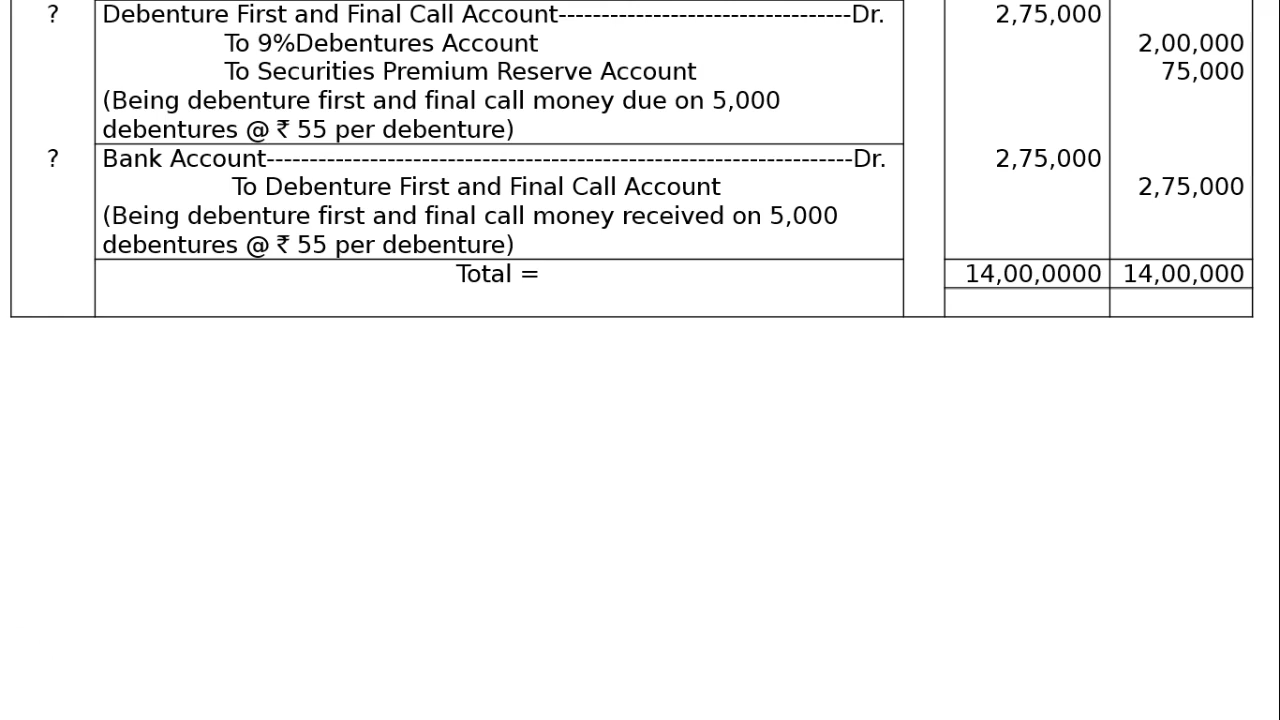 ? Debenture First and Final Call Account----------------------------------Dr. 2,75,000
To 9%Debentures Account 2,00,000
To Securities Premium Reserve Account 75,000
(Being debenture first and final call money due on 5,000
debentures @ ₹ 55 per debenture)
? Bank Account--------------------------------------------------------------------Dr. 2,75,000
To Debenture First and Final Call Account 2,75,000
(Being debenture first and final call money received on 5,000
debentures @ ₹ 55 per debenture)
Total = 14,00,0000 14,00,000